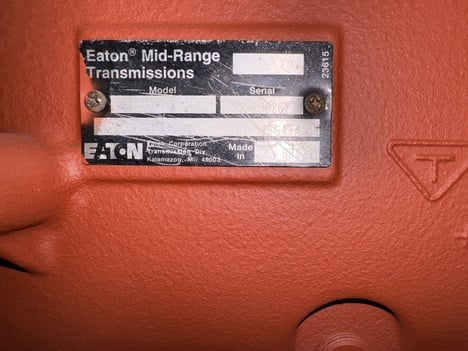 Eaton® Mid-Range
Transmissions
23615
Model
Serial
EATON
Eaton Corporation
Transmission Div.
Kalamazoo, MI 49003
Made
In
T